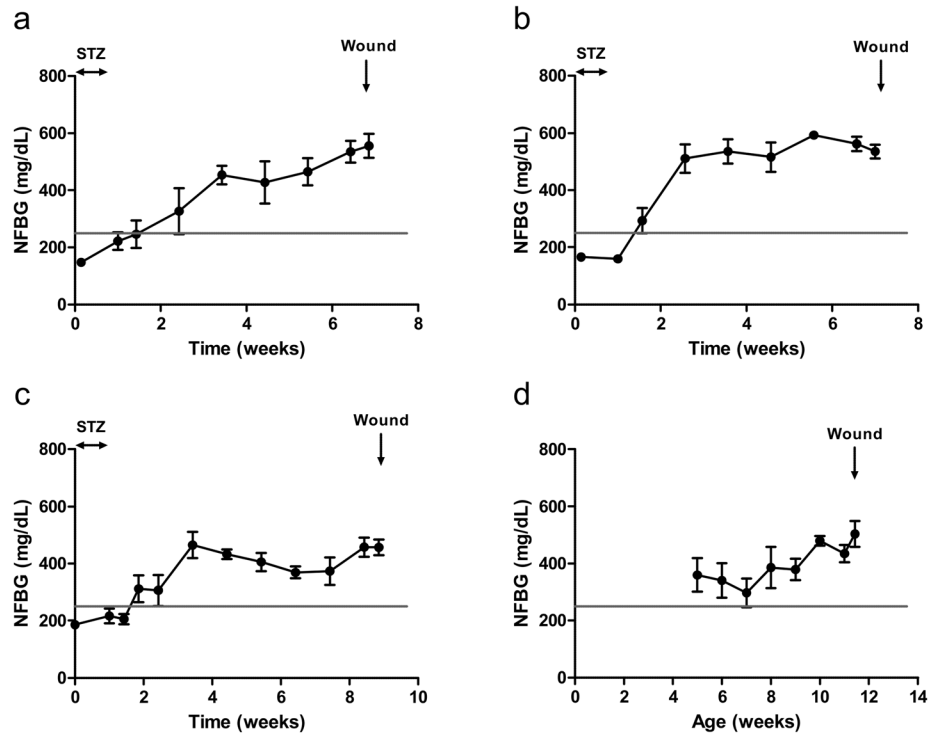 a
STZ
Wound
NFBG (mg/dL)
800
600
400
200
0
0 2 4 6 8
Time (weeks)
b
STZ
Wound
NFBG (mg/dL)
800
600
400
200
0
0 2 4 6 8
Time (weeks)
c
STZ
Wound
NFBG (mg/dL)
800
600
400
200
0
0 2 4 6 8 10
Time (weeks)
d
Wound
NFBG (mg/dL)
800
600
400
200
0
0 2 4 6 8 10 12 14
Age (weeks)